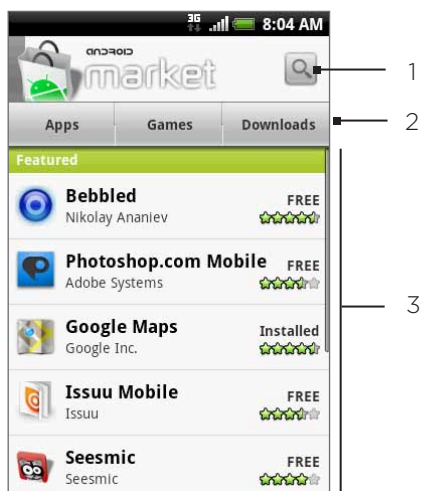 3G 8:04 AM
ANDROID
market
1
Apps Games Downloads
2
Featured
Bebbled
Nikolay Ananiev
FREE
Photoshop.com Mobile
Adobe Systems
FREE
Google Maps
Google Inc.
Installed
3
Issuu Mobile
Issuu
FREE
Seesmic
Seesmic
FREE